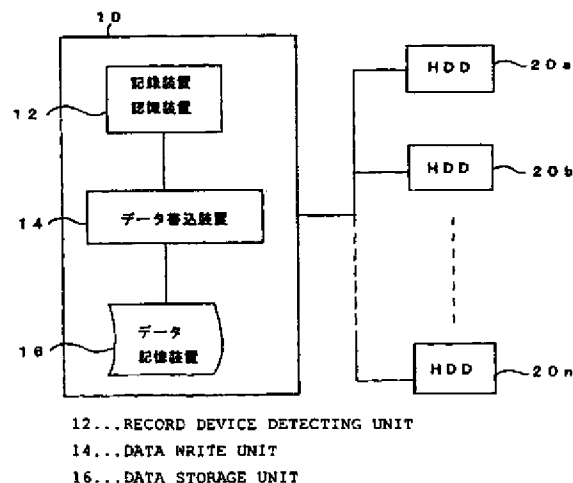 10
記録装置
認識装置
12
データ書込装置
14
データ
記憶装置
16
HDD
20a
HDD
20b
HDD
20n
12...RECORD DEVICE DETECTING UNIT
14...DATA WRITE UNIT
16...DATA STORAGE UNIT